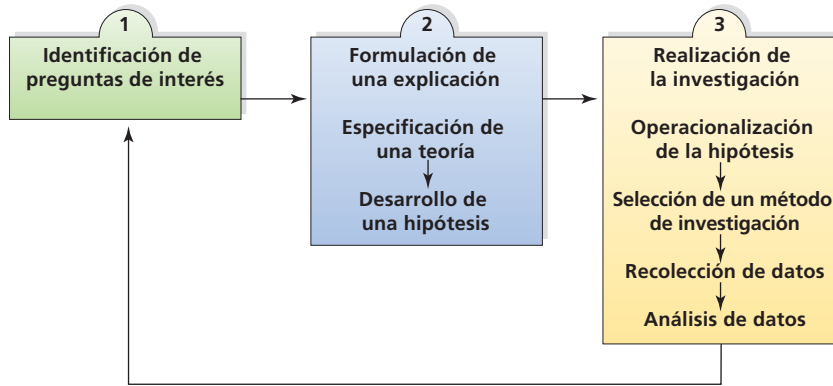 1
Identificación de
preguntas de interés
2
Formulación de
una explicación
Especificación de
una teoría
Desarrollo de
una hipótesis
3
Realización de
la investigación
Operacionalización
de la hipótesis
Selección de un método
de investigación
Recolección de datos
Análisis de datos